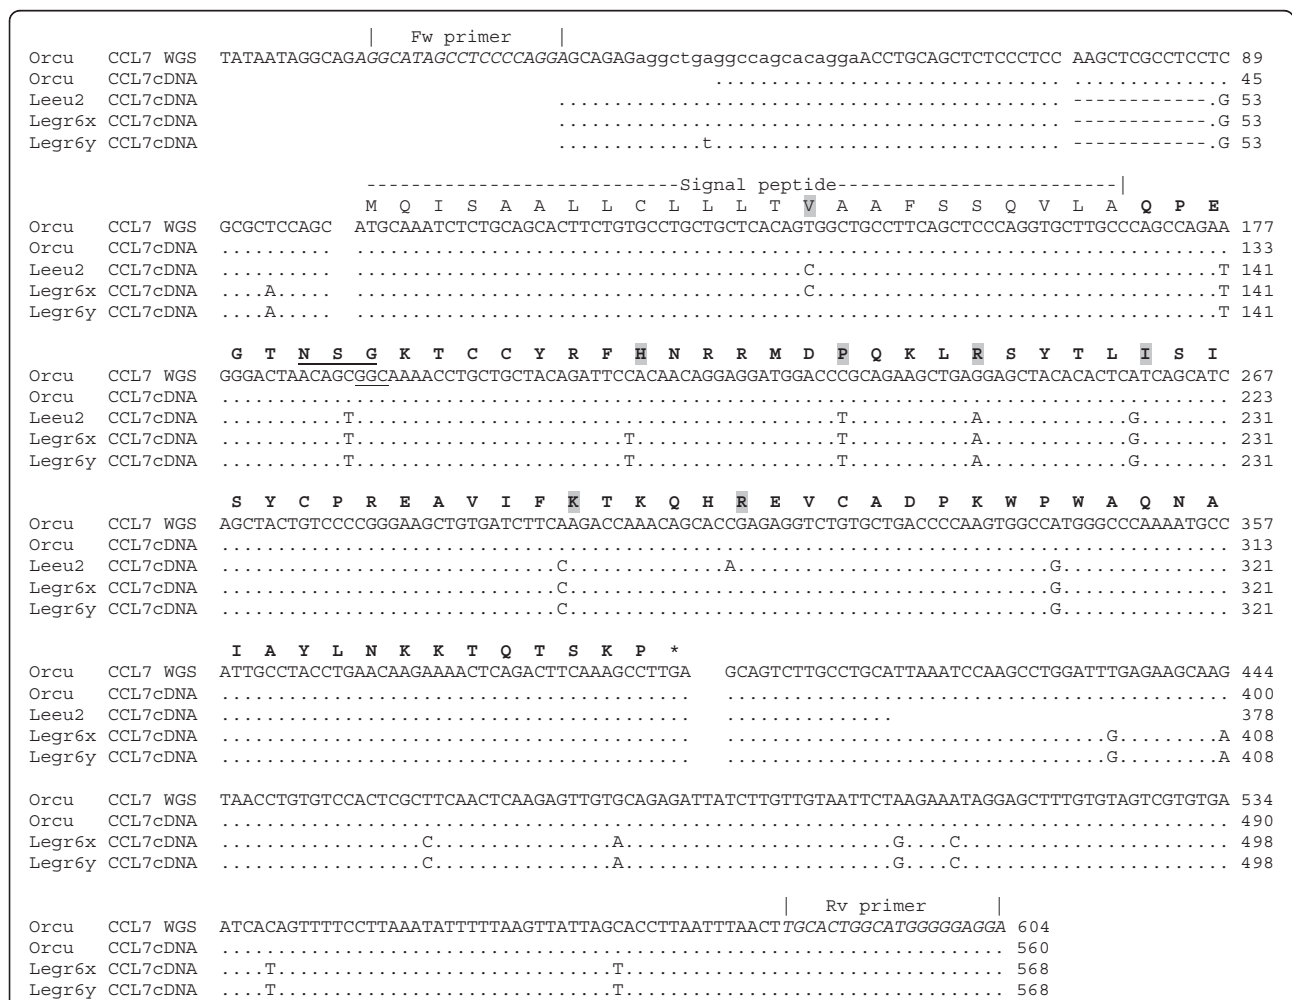 | Fw primer |
Orcu CCL7 WGS TATAATAGGCAGAGGCATAGCCTCCCCAGGAGCAGAGaggctgaggccagcacaggaACCTGCAGCTCTCCCTCC AAGCTCGCCTCCTC 89
Orcu CCL7cDNA ..................................... .............. 45
Leeu2 CCL7cDNA ...................................................... ------------.G 53
Legr6x CCL7cDNA ...................................................... ------------.G 53
Legr6y CCL7cDNA ...........t.......................... ------------.G 53
-----------------------------Signal peptide--------------------------|
M Q I S A A L L C L L L T V A A F S S Q V L A Q P E
Orcu CCL7 WGS GCGCTCCAGC ATGCAAATCTCTGCAGCACTTCTGTGCCTGCTGCTCACAGTGGCTGCCTTCAGCTCCCAGGTGCTTGCCCAGCCAGAA 177
Orcu CCL7cDNA .......... ................................................................................ 133
Leeu2 CCL7cDNA .......... .........................................C......................................T 141
Legr6x CCL7cDNA ....A..... .........................................C......................................T 141
Legr6y CCL7cDNA ....A..... ................................................................................T 141
G T N S G K T C C Y R F H N R R M D P Q K L R S Y T L I S I
Orcu CCL7 WGS GGGACTAACAGCGGCAAAACCTGCTGCTACAGATTCCACAACAGGAGGATGGACCCGCAGAAGCTGAGGAGCTACACACTCATCAGCATC 267
Orcu CCL7cDNA .......................................................................................... 223
Leeu2 CCL7cDNA ...........T...........................................T...........A.............G........ 231
Legr6x CCL7cDNA ...........T.........................T.................T...........A.............G........ 231
Legr6y CCL7cDNA ...........T.........................T.................T...........A.............G........ 231
S Y C P R E A V I F K T K Q H R E V C A D P K W P W A Q N A
Orcu CCL7 WGS AGCTACTGTCCCCGGGAAGCTGTGATCTTCAAGACCAAACAGCACCGAGAGGTCTGTGCTGACCCCAAGTGGCCATGGGCCCAAAATGCC 357
Orcu CCL7cDNA .......................................................................................... 313
Leeu2 CCL7cDNA ...............................C..............A............................G.............. 321
Legr6x CCL7cDNA ...............................C...........................................G.............. 321
Legr6y CCL7cDNA ...............................C...........................................G.............. 321
I A Y L N K K T Q T S K P *
Orcu CCL7 WGS ATTGCCTACCTGAACAAGAAAACTCAGACTTCAAAGCCTTGA GCAGTCTTGCCTGCATTAAATCCAAGCCTGGATTTGAGAAGCAAG 444
Orcu CCL7cDNA .......................................... ............................................. 400
Leeu2 CCL7cDNA .......................................... ............... 378
Legr6x CCL7cDNA .......................................... ..................................G.........A 408
Legr6y CCL7cDNA .......................................... ..................................G.........A 408
Orcu CCL7 WGS TAACCTGTGTCCACTCGCTTCAACTCAAGAGTTGTGCAGAGATTATCTTGTTGTAATTCTAAGAAATAGGAGCTTTGTGTAGTCGTGTGA 534
Orcu CCL7cDNA .......................................................................................... 490
Legr6x CCL7cDNA ...................C................A........................G....C........................ 498
Legr6y CCL7cDNA ...................C................A........................G....C........................ 498
| Rv primer |
Orcu CCL7 WGS ATCACAGTTTTCCTTAAATATTTTTAAGTTATTAGCACCTTAATTTAACTTGCACTGGCATGGGGGAGGA 604
Orcu CCL7cDNA ...................................................................... 560
Legr6x CCL7cDNA ....T..............................T.................................. 568
Legr6y CCL7cDNA ....T..............................T.................................. 568